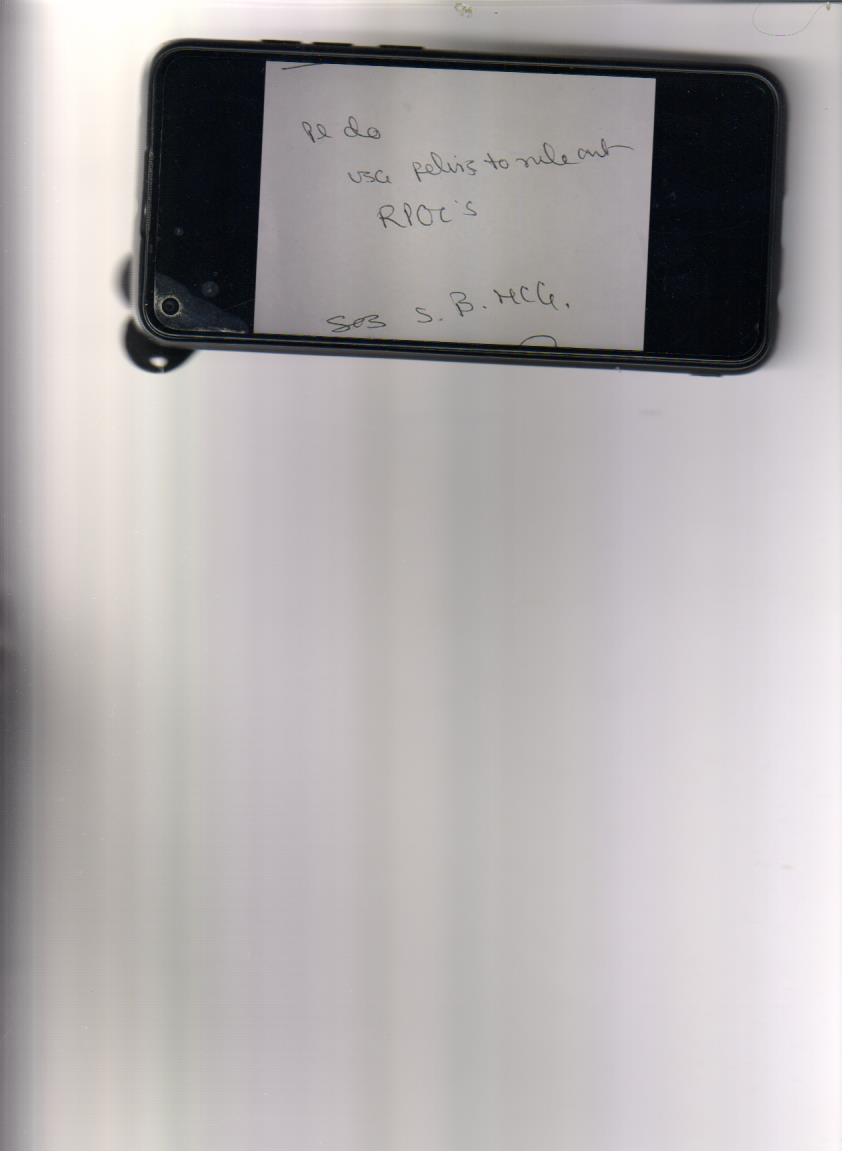 Pl do
USG pelvis to rule out
RPOC's
SOS S. B. HCG.